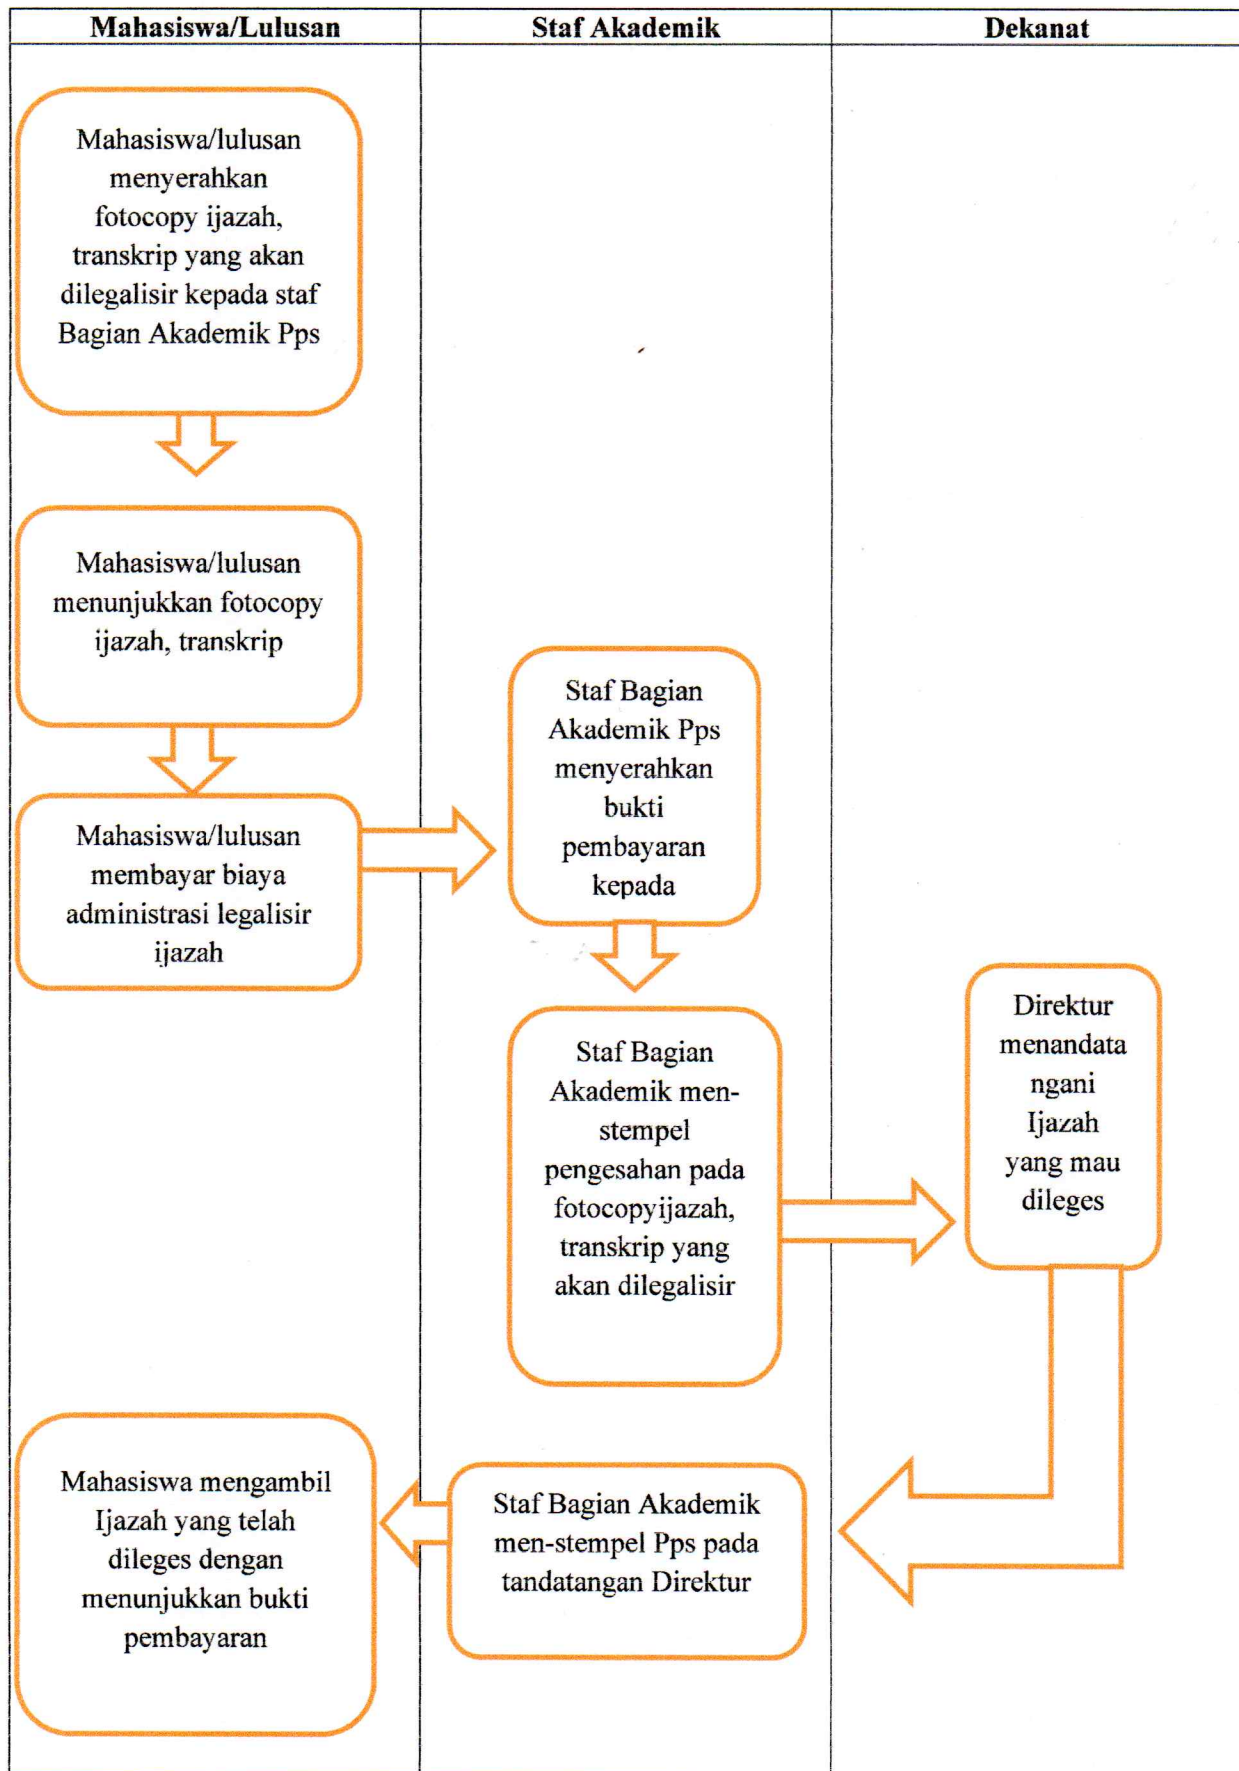 Mahasiswa/Lulusan
Staf Akademik
Dekanat
Mahasiswa/lulusan
menyerahkan
fotocopy ijazah,
transkrip yang akan
dilegalisir kepada staf
Bagian Akademik Pps
Mahasiswa/lulusan
menunjukkan fotocopy
ijazah, transkrip
Mahasiswa/lulusan
membayar biaya
administrasi legalisir
ijazah
Staf Bagian
Akademik Pps
menyerahkan
bukti
pembayaran
kepada
Staf Bagian
Akademik men-
stempel
pengesahan pada
fotocopyijazah,
transkrip yang
akan dilegalisir
Direktur
menandata
ngani
Ijazah
yang mau
dileges
Staf Bagian Akademik
men-stempel Pps pada
tandatangan Direktur
Mahasiswa mengambil
Ijazah yang telah
dileges dengan
menunjukkan bukti
pembayaran